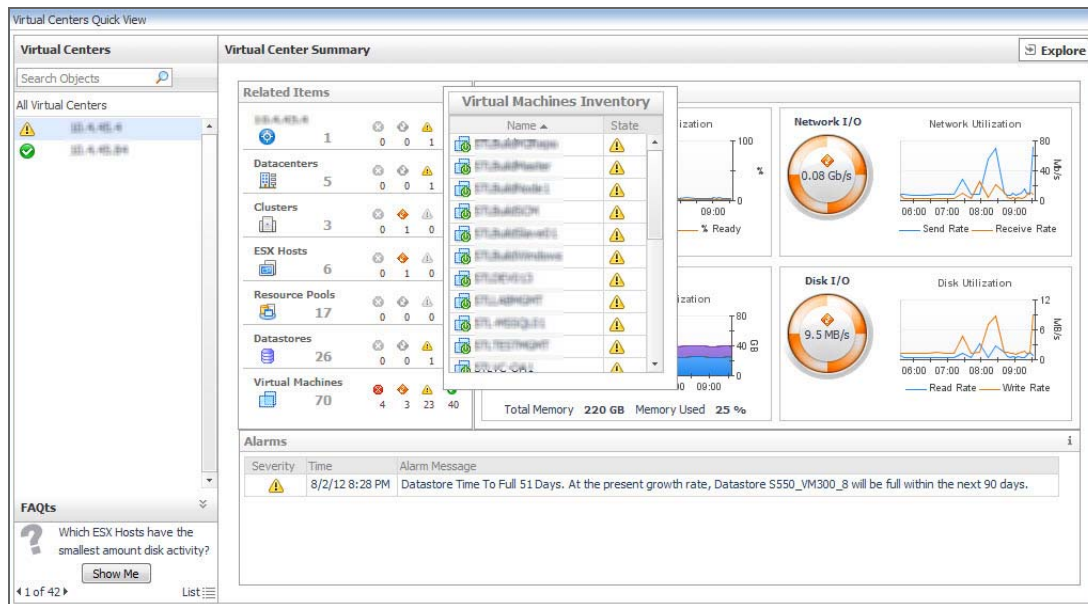 Virtual Centers Quick View
Virtual Centers
Search Objects
All Virtual Centers
FAQts
Which ESX Hosts have the
smallest amount disk activity?
Show Me
1 of 42
List
Virtual Center Summary
Explore
Related Items
1
0 0 1
Datacenters
5
0 0 1
Clusters
3
0 1 0
ESX Hosts
6
0 1 0
Resource Pools
17
0 0 0
Datastores
26
0 0 1
Virtual Machines
70
4 3 23 40
Virtual Machines Inventory
Name State
ization
100
%
0
09:00
% Ready
Network I/O
0.08 Gb/s
Network Utilization
80
40
0
Mb/s
06:00 07:00 08:00 09:00
Send Rate Receive Rate
ization
80
40
0
GB
09:00
Total Memory 220 GB Memory Used 25 %
Disk I/O
9.5 MB/s
Disk Utilization
12
6
0
MB/s
06:00 07:00 08:00 09:00
Read Rate Write Rate
Alarms
Severity Time Alarm Message
8/2/12 8:28 PM Datastore Time To Full 51 Days. At the present growth rate, Datastore S550_VM300_8 will be full within the next 90 days.